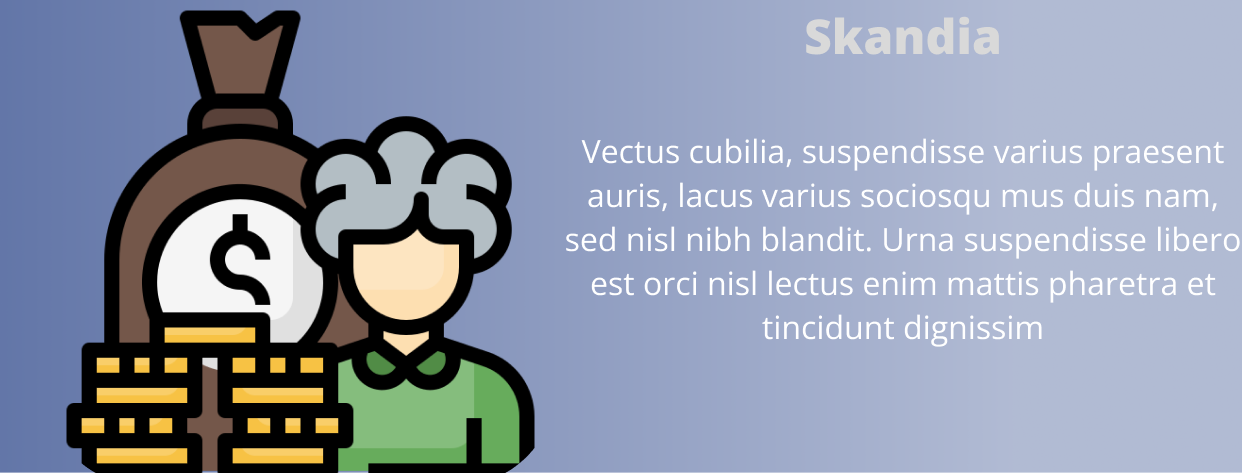 Skandia
Vectus cubilia, suspendisse varius praesent
auris, lacus varius sociosqu mus duis nam,
sed nisl nibh blandit. Urna suspendisse libero
est orci nisl lectus enim mattis pharetra et
tincidunt dignissim
$